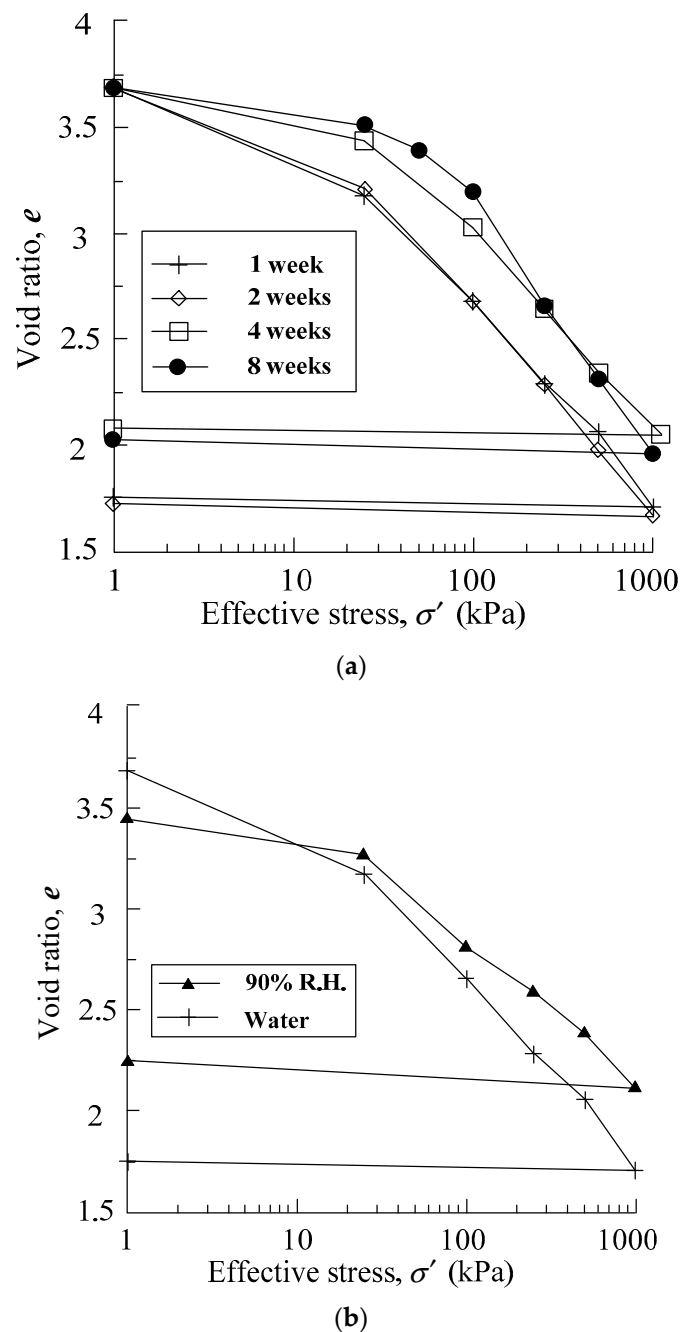 4
3.5
3
2.5
2
1.5
Void ratio, e
1 week
2 weeks
4 weeks
8 weeks
1 10 100 1000
Effective stress, σ′ (kPa)
(a)
4
3.5
3
2.5
2
1.5
Void ratio, e
90% R.H.
Water
1 10 100 1000
Effective stress, σ′ (kPa)
(b)